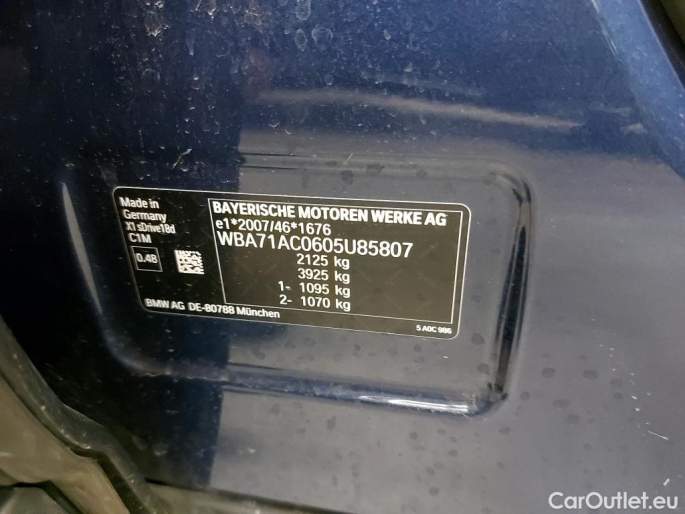 Made in
Germany
X1 sDrive18d
C1M
0.48
BMW AG DE-80788 München
BAYERISCHE MOTOREN WERKE AG
e1*2007/46*1676
WBA71AC0605U85807
2125 kg
3925 kg
1- 1095 kg
2- 1070 kg
5 A0C 986
CarOutlet.eu